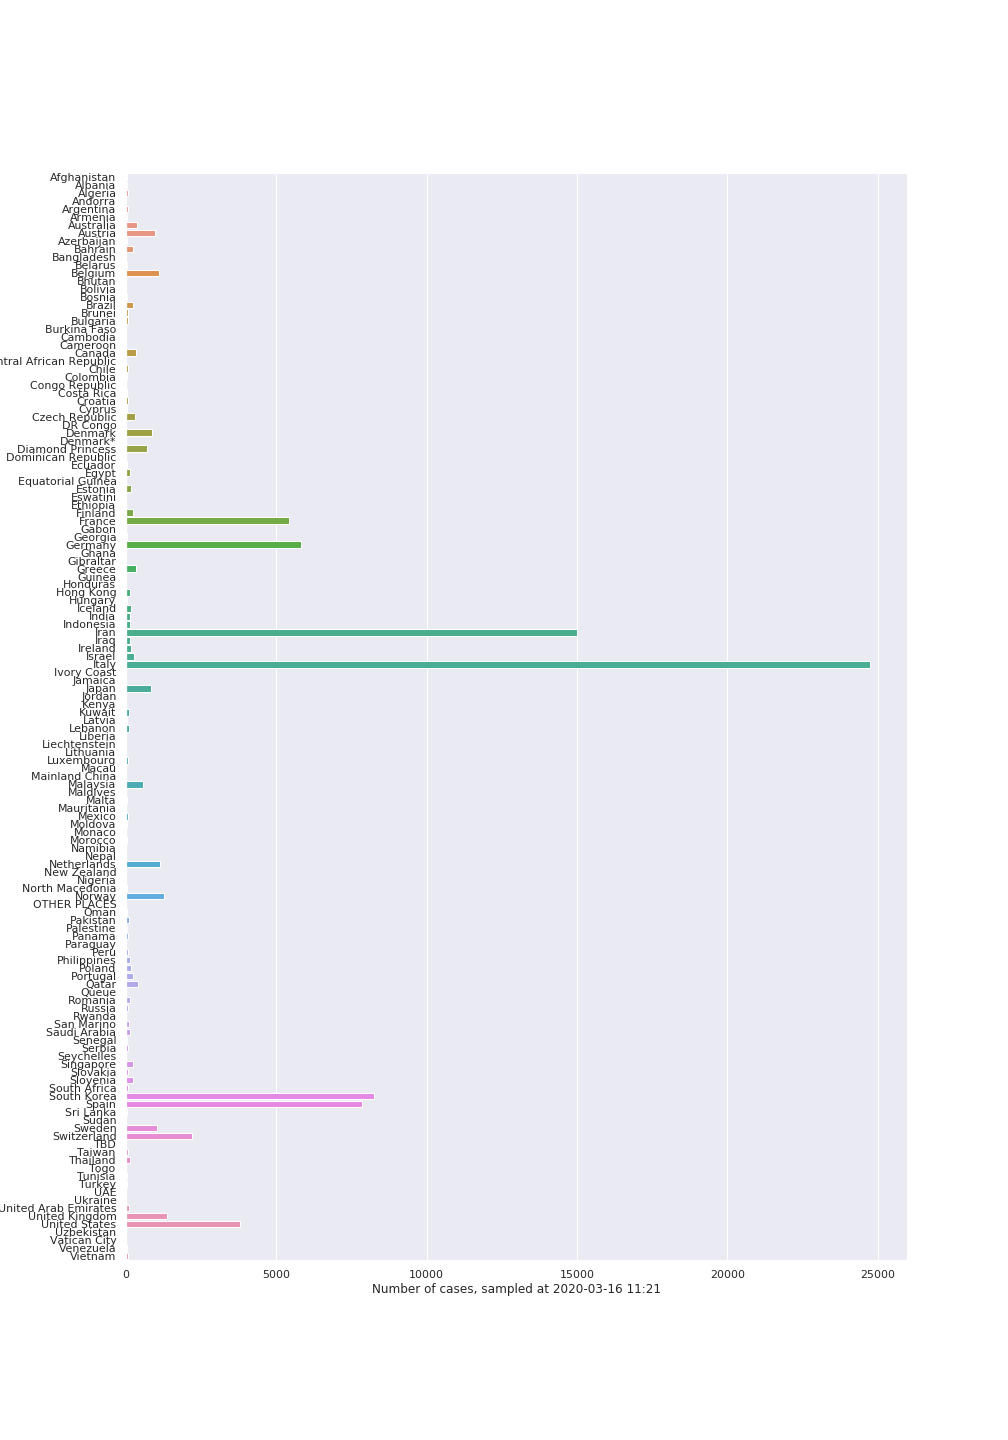 Afghanistan
Albania
Algeria
Andorra
Argentina
Armenia
Australia
Austria
Azerbaijan
Bahrain
Bangladesh
Belarus
Belgium
Bhutan
Bolivia
Bosnia
Brazil
Brunei
Bulgaria
Burkina Faso
Cambodia
Cameroon
Canada
ntral African Republic
Chile
Colombia
Congo Republic
Costa Rica
Croatia
Cyprus
Czech Republic
DR Congo
Denmark
Denmark*
Diamond Princess
Dominican Republic
Ecuador
Egypt
Equatorial Guinea
Estonia
Eswatini
Ethiopia
Finland
France
Gabon
Georgia
Germany
Ghana
Gibraltar
Greece
Guinea
Honduras
Hong Kong
Hungary
Iceland
India
Indonesia
Iran
Iraq
Ireland
Israel
Italy
Ivory Coast
Jamaica
Japan
Jordan
Kenya
Kuwait
Latvia
Lebanon
Liberia
Liechtenstein
Lithuania
Luxembourg
Macau
Mainland China
Malaysia
Maldives
Malta
Mauritania
Mexico
Moldova
Monaco
Morocco
Namibia
Nepal
Netherlands
New Zealand
Nigeria
North Macedonia
Norway
OTHER PLACES
Oman
Pakistan
Palestine
Panama
Paraguay
Peru
Philippines
Poland
Portugal
Qatar
Queue
Romania
Russia
Rwanda
San Marino
Saudi Arabia
Senegal
Serbia
Seychelles
Singapore
Slovakia
Slovenia
South Africa
South Korea
Spain
Sri Lanka
Sudan
Sweden
Switzerland
TBD
Taiwan
Thailand
Togo
Tunisia
Turkey
UAE
Ukraine
United Arab Emirates
United Kingdom
United States
Uzbekistan
Vatican City
Venezuela
Vietnam
0 5000 10000 15000 20000 25000
Number of cases, sampled at 2020-03-16 11:21